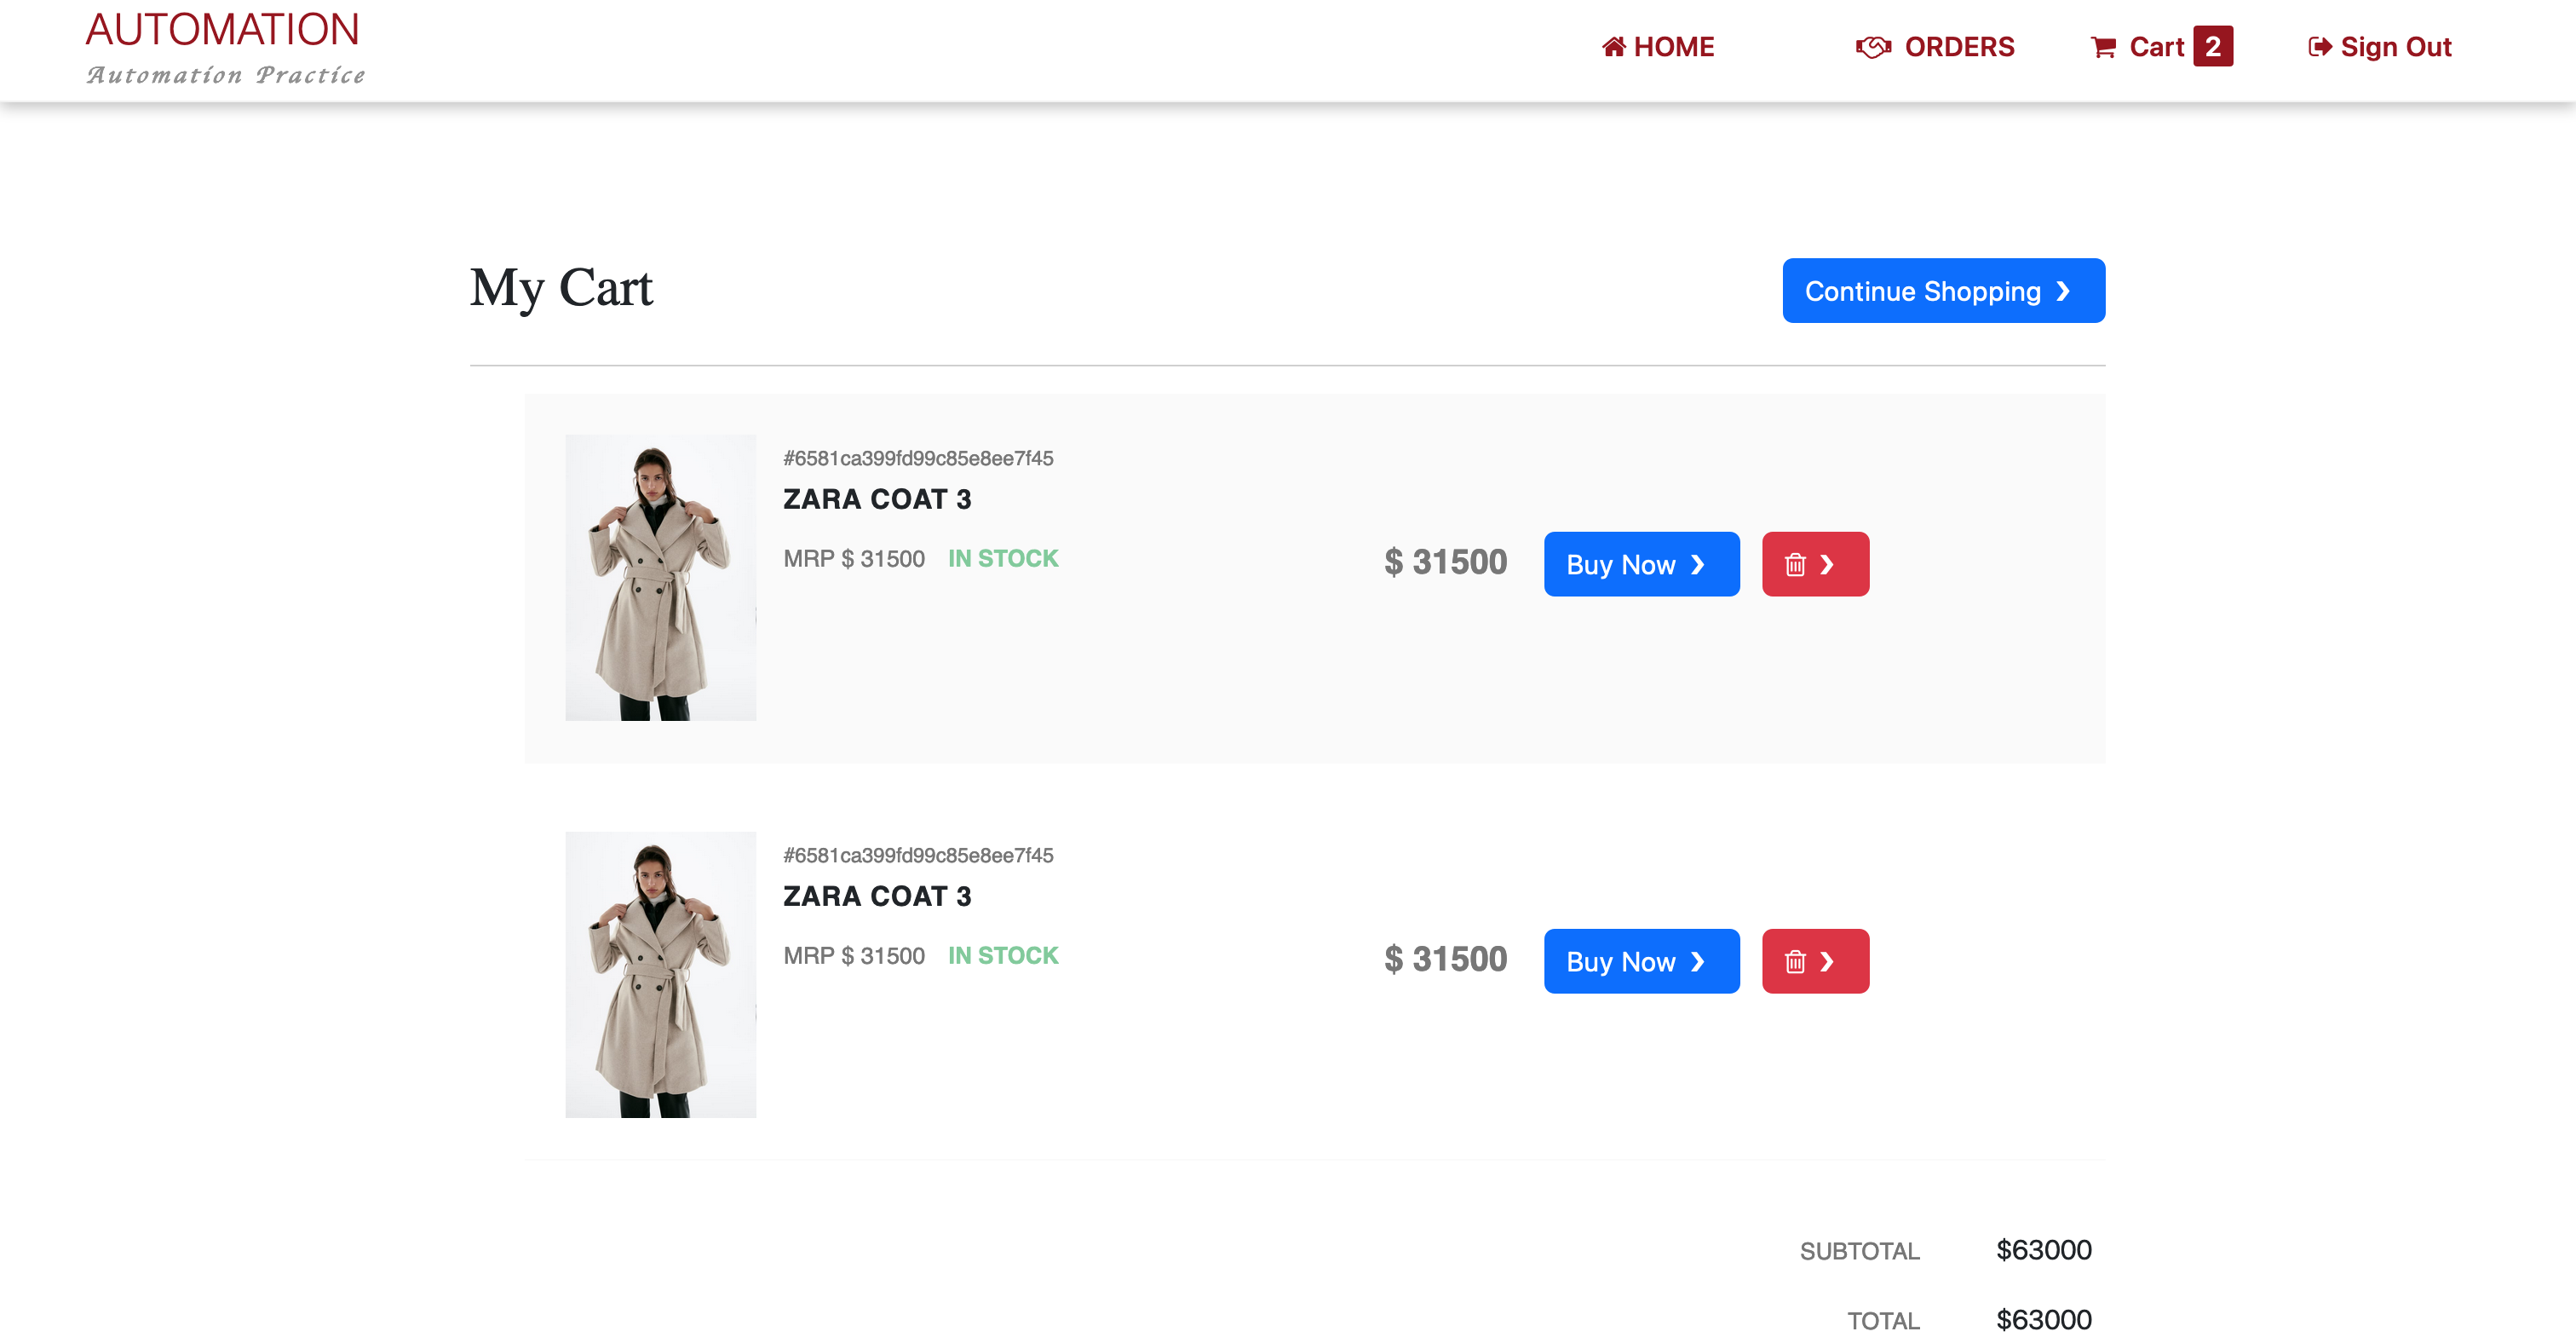 AUTOMATION
Automation Practice
HOME
ORDERS
Cart 2
Sign Out
My Cart
Continue Shopping ❯
#6581ca399fd99c85e8ee7f45
ZARA COAT 3
MRP $ 31500 IN STOCK
$ 31500
Buy Now ❯
❯
#6581ca399fd99c85e8ee7f45
ZARA COAT 3
MRP $ 31500 IN STOCK
$ 31500
Buy Now ❯
❯
SUBTOTAL $63000
TOTAL $63000